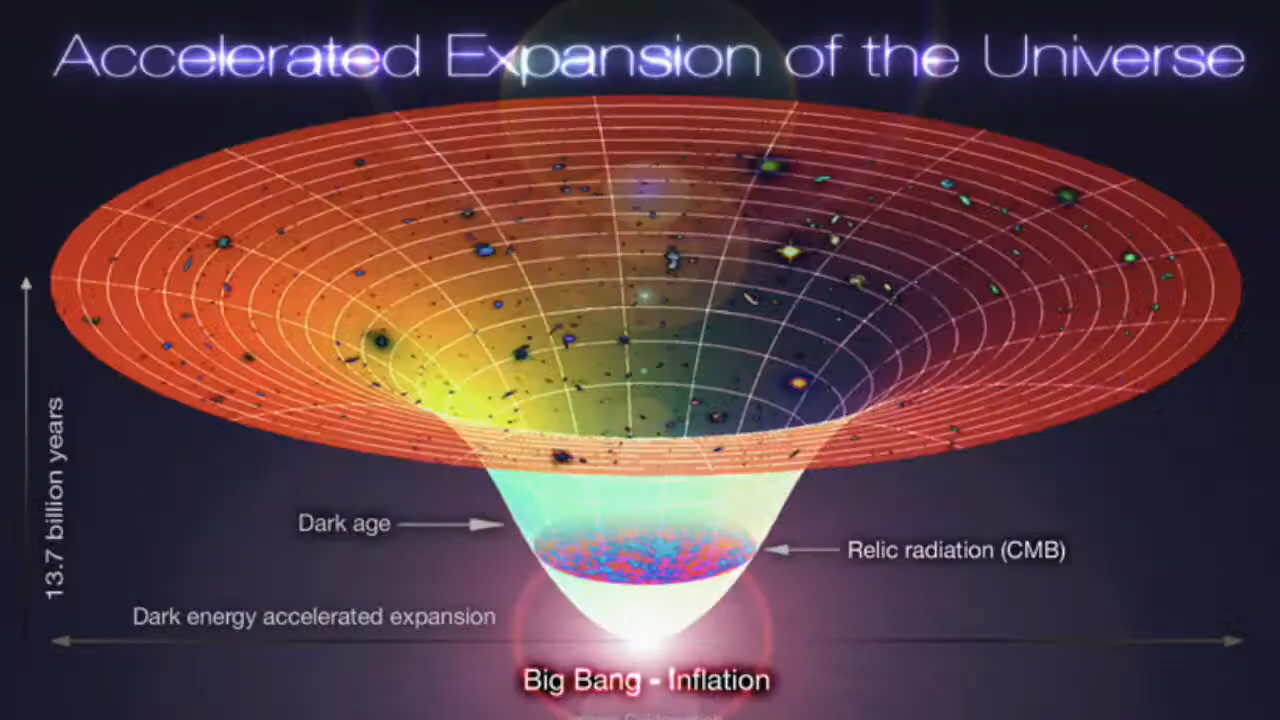 Accelerated Expansion of the Universe
13.7 billion years
Dark age
Relic radiation (CMB)
Dark energy accelerated expansion
Big Bang - Inflation